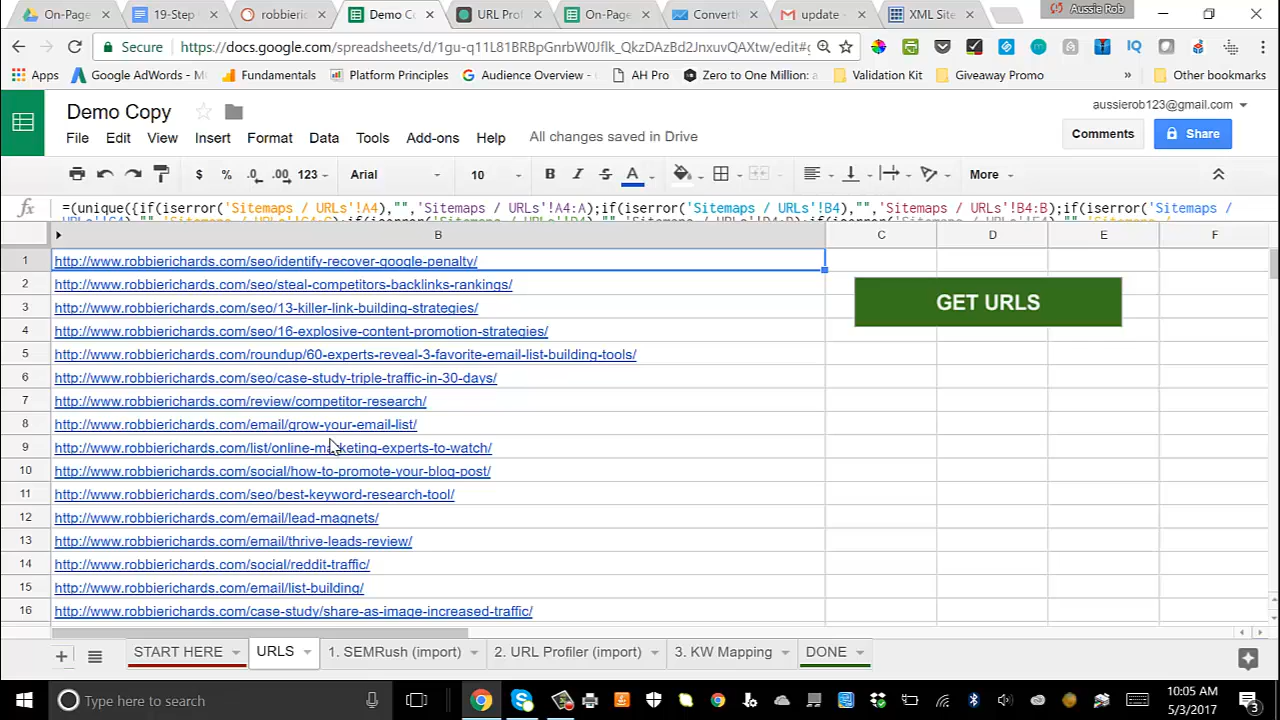 On-Page
19-Step
robbieric
Demo Co
URL Prof
On-Page
Convert
update
XML Site
Aussie Rob
Secure
https://docs.google.com/spreadsheets/d/1gu-q11L81BRBpGnrbW0Jflk_QkzDAzBd2JnxuvQAXtw/edit#g
Apps
Google AdWords - Mu
Fundamentals
Platform Principles
Audience Overview -
AH Pro
Zero to One Million: a
Validation Kit
Giveaway Promo
»
Other bookmarks
Demo Copy
aussierob123@gmail.com
File Edit View Insert Format Data Tools Add-ons Help
All changes saved in Drive
Comments
Share
$ % .0 .00 123
Arial
10
B
S
A
More
fx
=(unique({if(iserror('Sitemaps / URLs'!A4),"",'Sitemaps / URLs'!A4:A);if(iserror('Sitemaps / URLs'!B4),"",'Sitemaps / URLs'!B4:B);if(iserror('Sitemaps /
B C D E F
1 http://www.robbierichards.com/seo/identify-recover-google-penalty/
2 http://www.robbierichards.com/seo/steal-competitors-backlinks-rankings/
GET URLS
3 http://www.robbierichards.com/seo/13-killer-link-building-strategies/
4 http://www.robbierichards.com/seo/16-explosive-content-promotion-strategies/
5 http://www.robbierichards.com/roundup/60-experts-reveal-3-favorite-email-list-building-tools/
6 http://www.robbierichards.com/seo/case-study-triple-traffic-in-30-days/
7 http://www.robbierichards.com/review/competitor-research/
8 http://www.robbierichards.com/email/grow-your-email-list/
9 http://www.robbierichards.com/list/online-marketing-experts-to-watch/
10 http://www.robbierichards.com/social/how-to-promote-your-blog-post/
11 http://www.robbierichards.com/seo/best-keyword-research-tool/
12 http://www.robbierichards.com/email/lead-magnets/
13 http://www.robbierichards.com/email/thrive-leads-review/
14 http://www.robbierichards.com/social/reddit-traffic/
15 http://www.robbierichards.com/email/list-building/
16 http://www.robbierichards.com/case-study/share-as-image-increased-traffic/
START HERE
URLS
1. SEMRush (import)
2. URL Profiler (import)
3. KW Mapping
DONE
Type here to search
10:05 AM
5/3/2017